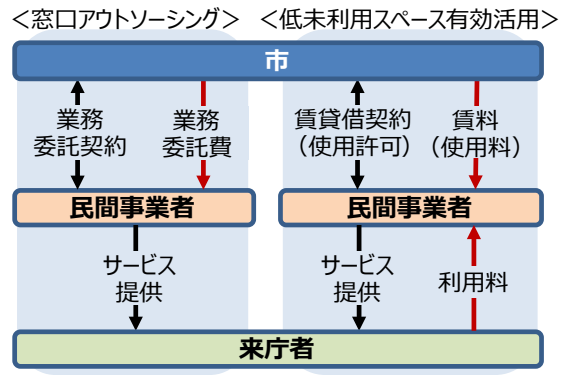 <窓口アウトソーシング>
<低未利用スペース有効活用>
市
業務
委託契約
業務
委託費
賃貸借契約
（使用許可）
賃料
（使用料）
民間事業者
民間事業者
サービス
提供
サービス
提供
利用料
来庁者